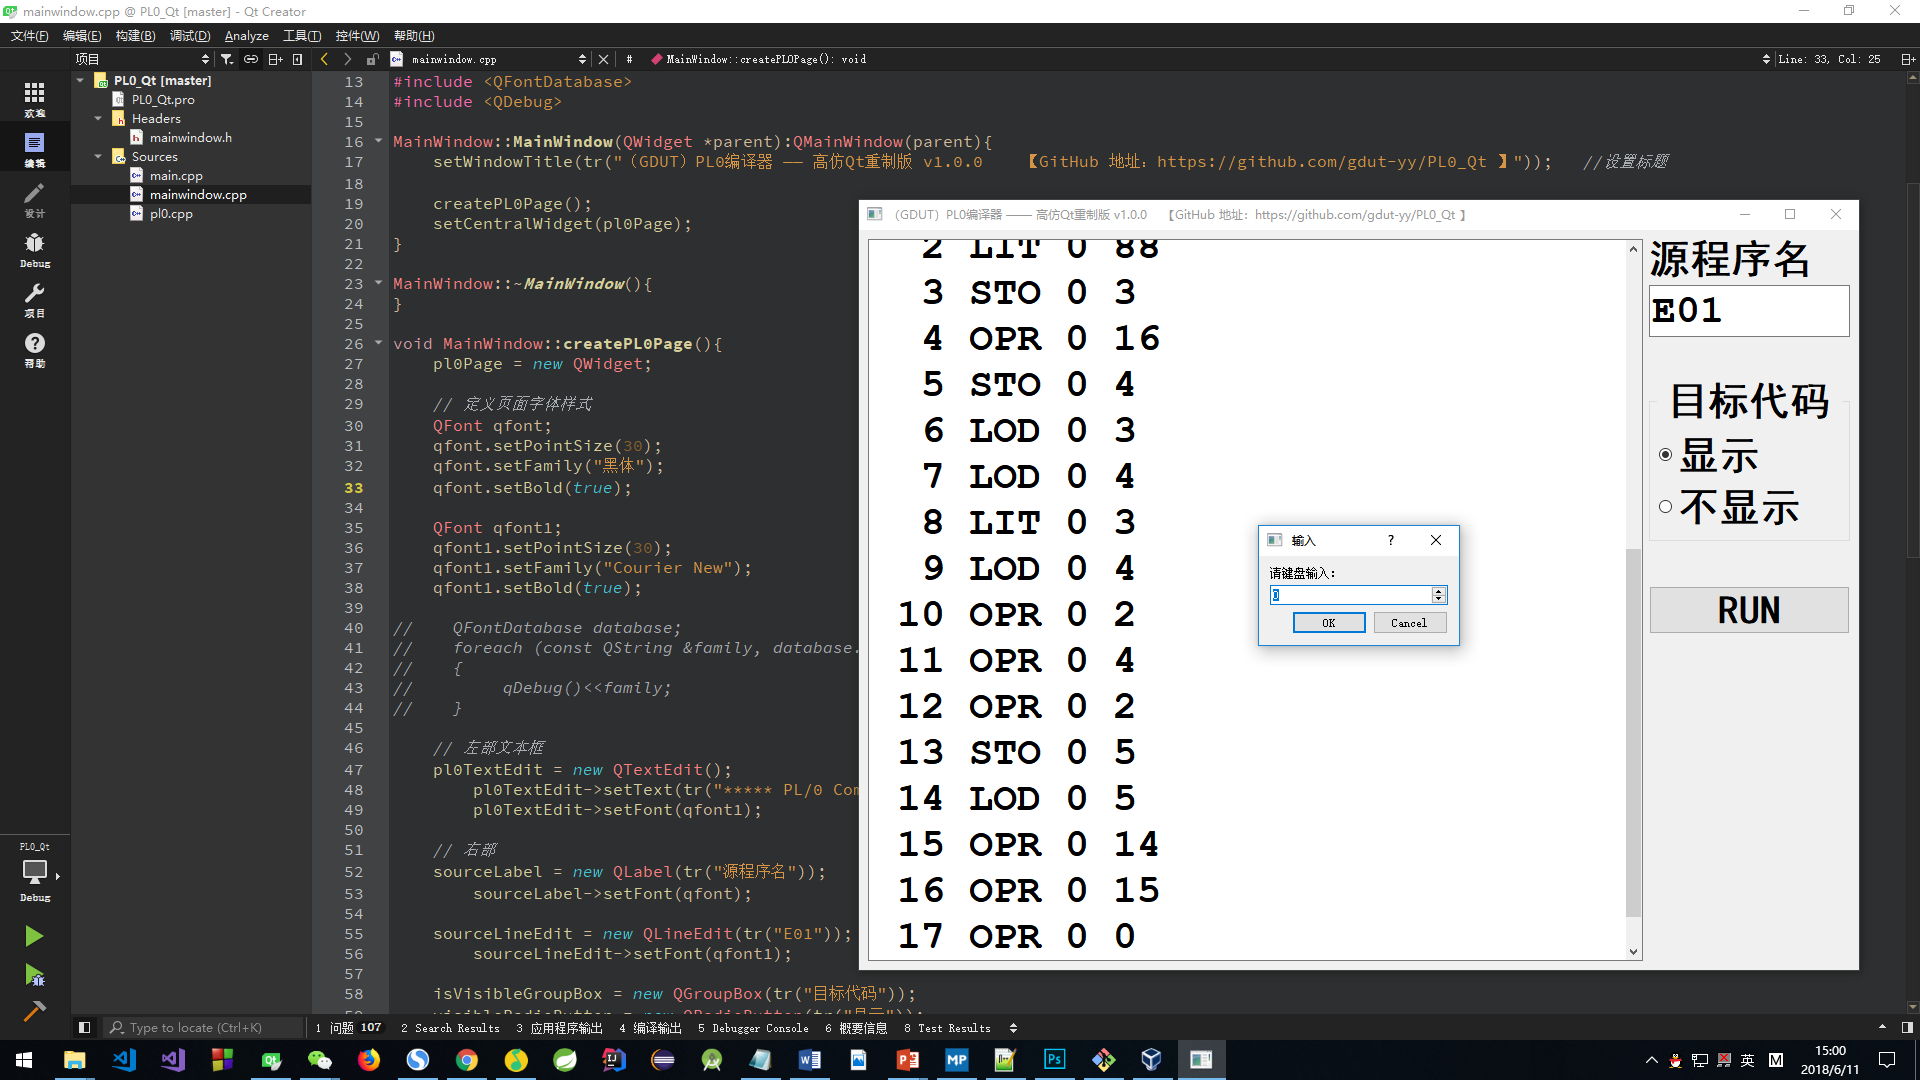 mainwindow.cpp @ PL0_Qt [master] - Qt Creator
文件(F) 编辑(E) 构建(B) 调试(D) Analyze 工具(T) 控件(W) 帮助(H)
项目
mainwindow.cpp
#
MainWindow::createPL0Page(): void
Line: 33, Col: 25
欢迎
编辑
设计
Debug
项目
帮助
PL0_Qt
Debug
PL0_Qt [master]
PL0_Qt.pro
Headers
mainwindow.h
Sources
main.cpp
mainwindow.cpp
pl0.cpp
13 #include <QFontDatabase>
14 #include <QDebug>
15
16 MainWindow::MainWindow(QWidget *parent):QMainWindow(parent){
17 setWindowTitle(tr("（GDUT）PL0编译器 —— 高仿Qt重制版 v1.0.0 【GitHub 地址：https://github.com/gdut-yy/PL0_Qt 】")); //设置标题
18
19 createPL0Page();
20 setCentralWidget(pl0Page);
21 }
22
23 MainWindow::~MainWindow(){
24 }
25
26 void MainWindow::createPL0Page(){
27 pl0Page = new QWidget;
28
29 // 定义页面字体样式
30 QFont qfont;
31 qfont.setPointSize(30);
32 qfont.setFamily("黑体");
33 qfont.setBold(true);
34
35 QFont qfont1;
36 qfont1.setPointSize(30);
37 qfont1.setFamily("Courier New");
38 qfont1.setBold(true);
39
40 // QFontDatabase database;
41 // foreach (const QString &family, database.
42 // {
43 // qDebug()<<family;
44 // }
45
46 // 左部文本框
47 pl0TextEdit = new QTextEdit();
48 pl0TextEdit->setText(tr("***** PL/0 Com
49 pl0TextEdit->setFont(qfont1);
50
51 // 右部
52 sourceLabel = new QLabel(tr("源程序名"));
53 sourceLabel->setFont(qfont);
54
55 sourceLineEdit = new QLineEdit(tr("E01"));
56 sourceLineEdit->setFont(qfont1);
57
58 isVisibleGroupBox = new QGroupBox(tr("目标代码"));
（GDUT）PL0编译器 —— 高仿Qt重制版 v1.0.0 【GitHub 地址：https://github.com/gdut-yy/PL0_Qt 】
2 LIT 0 88
3 STO 0 3
4 OPR 0 16
5 STO 0 4
6 LOD 0 3
7 LOD 0 4
8 LIT 0 3
9 LOD 0 4
10 OPR 0 2
11 OPR 0 4
12 OPR 0 2
13 STO 0 5
14 LOD 0 5
15 OPR 0 14
16 OPR 0 15
17 OPR 0 0
源程序名
E01
目标代码
显示
不显示
RUN
输入 ?
请键盘输入：
0
OK Cancel
Type to locate (Ctrl+K)
1 问题 107 2 Search Results 3 应用程序输出 4 编译输出 5 Debugger Console 6 概要信息 8 Test Results
MP
Ps
英
M
15:00
2018/6/11